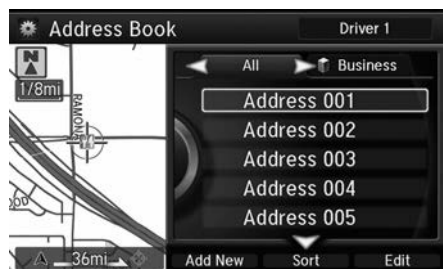 Address Book
Driver 1
N
1/8mi
All
Business
Address 001
Address 002
Address 003
Address 004
Address 005
RAMONA
36mi
Add New
Sort
Edit